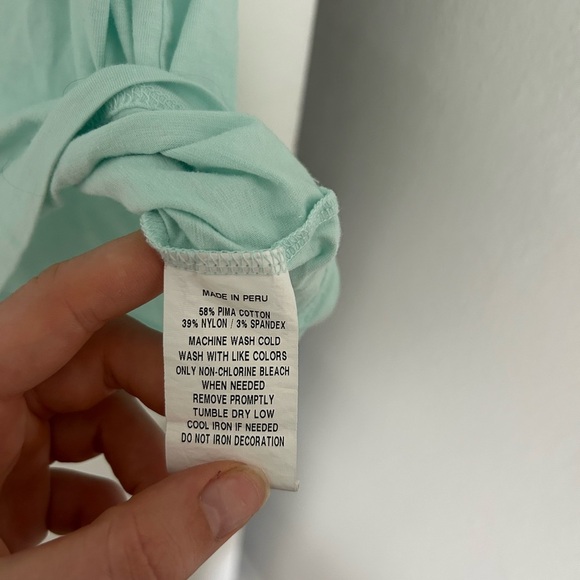 MADE IN PERU
58% PIMA COTTON
39% NYLON / 3% SPANDEX
MACHINE WASH COLD
WASH WITH LIKE COLORS
ONLY NON-CHLORINE BLEACH
WHEN NEEDED
REMOVE PROMPTLY
TUMBLE DRY LOW
COOL IRON IF NEEDED
DO NOT IRON DECORATION